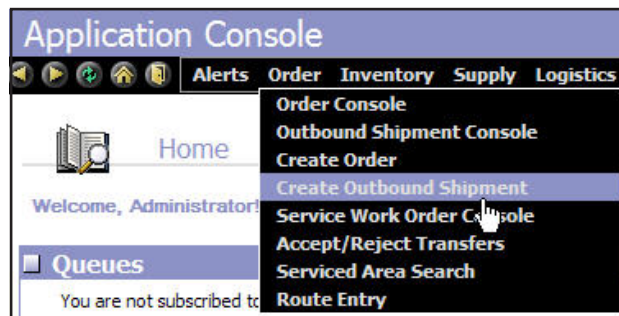 Application Console
Alerts Order Inventory Supply Logistics
Order Console
Outbound Shipment Console
Create Order
Home
Create Outbound Shipment
Welcome, Administrator!
Service Work Order Console
Accept/Reject Transfers
Queues
Serviced Area Search
You are not subscribed to
Route Entry